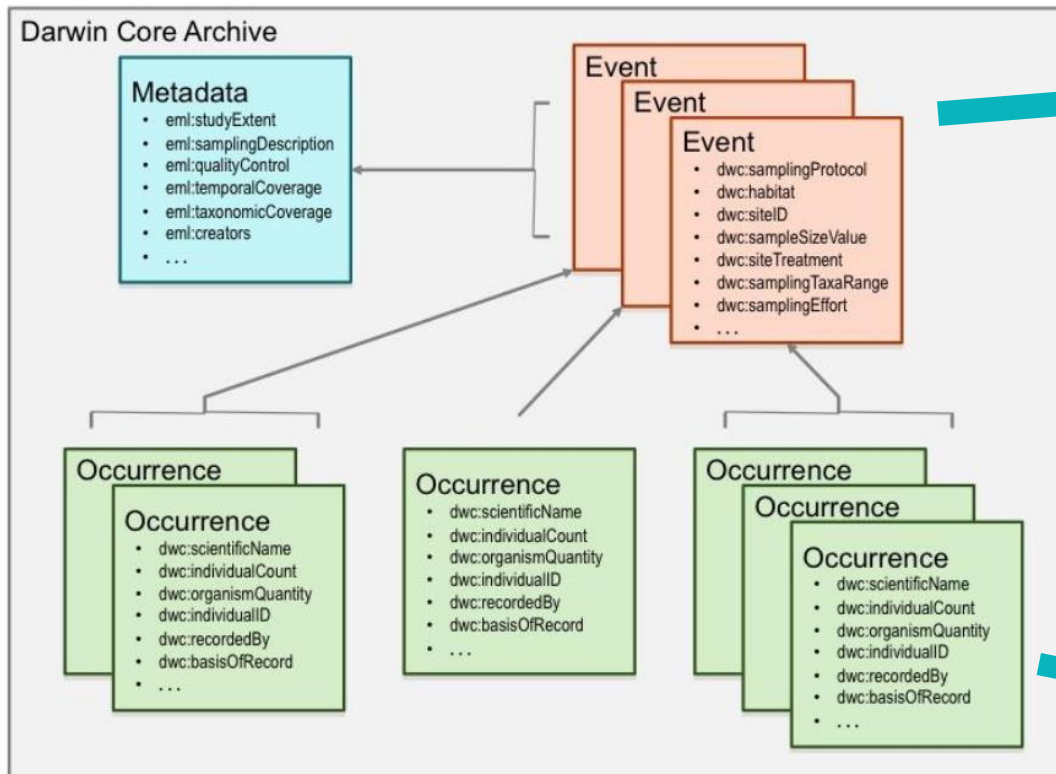 Darwin Core Archive
Metadata
• eml:studyExtent
• eml:samplingDescription
• eml:qualityControl
• eml:temporalCoverage
• eml:taxonomicCoverage
• eml:creators
• . . .
Event
Event
Event
• dwc:samplingProtocol
• dwc:habitat
• dwc:siteID
• dwc:sampleSizeValue
• dwc:siteTreatment
• dwc:samplingTaxaRange
• dwc:samplingEffort
• . . .
Occurrence
Occurrence
• dwc:scientificName
• dwc:individualCount
• dwc:organismQuantity
• dwc:individualID
• dwc:recordedBy
• dwc:basisOfRecord
• . . .
Occurrence
• dwc:scientificName
• dwc:individualCount
• dwc:organismQuantity
• dwc:individualID
• dwc:recordedBy
• dwc:basisOfRecord
• . . .
Occurrence
Occurrence
Occurrence
• dwc:scientificName
• dwc:individualCount
• dwc:organismQuantity
• dwc:individualID
• dwc:recordedBy
• dwc:basisOfRecord
• . . .